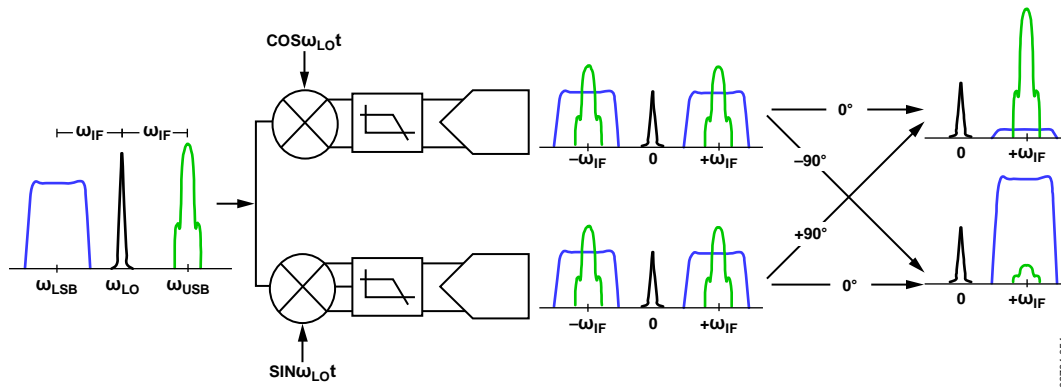 COSωLOt
ωIF ωIF
ωLSB ωLO ωUSB
SINωLOt
–ωIF 0 +ωIF
–ωIF 0 +ωIF
0°
–90°
+90°
0°
0 +ωIF
0 +ωIF